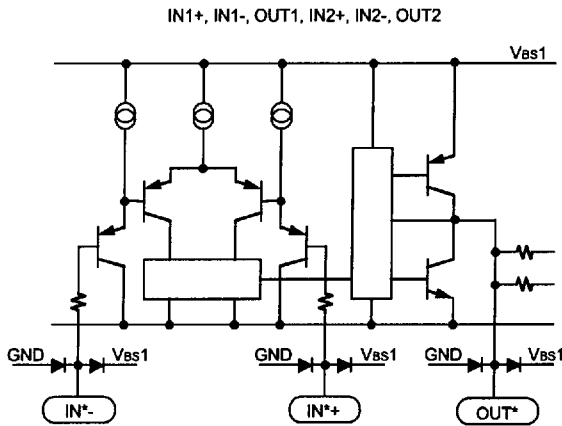 IN1+, IN1-, OUT1, IN2+, IN2-, OUT2
VBS1
GND VBS1 GND VBS1 GND VBS1
IN*- IN*+ OUT*